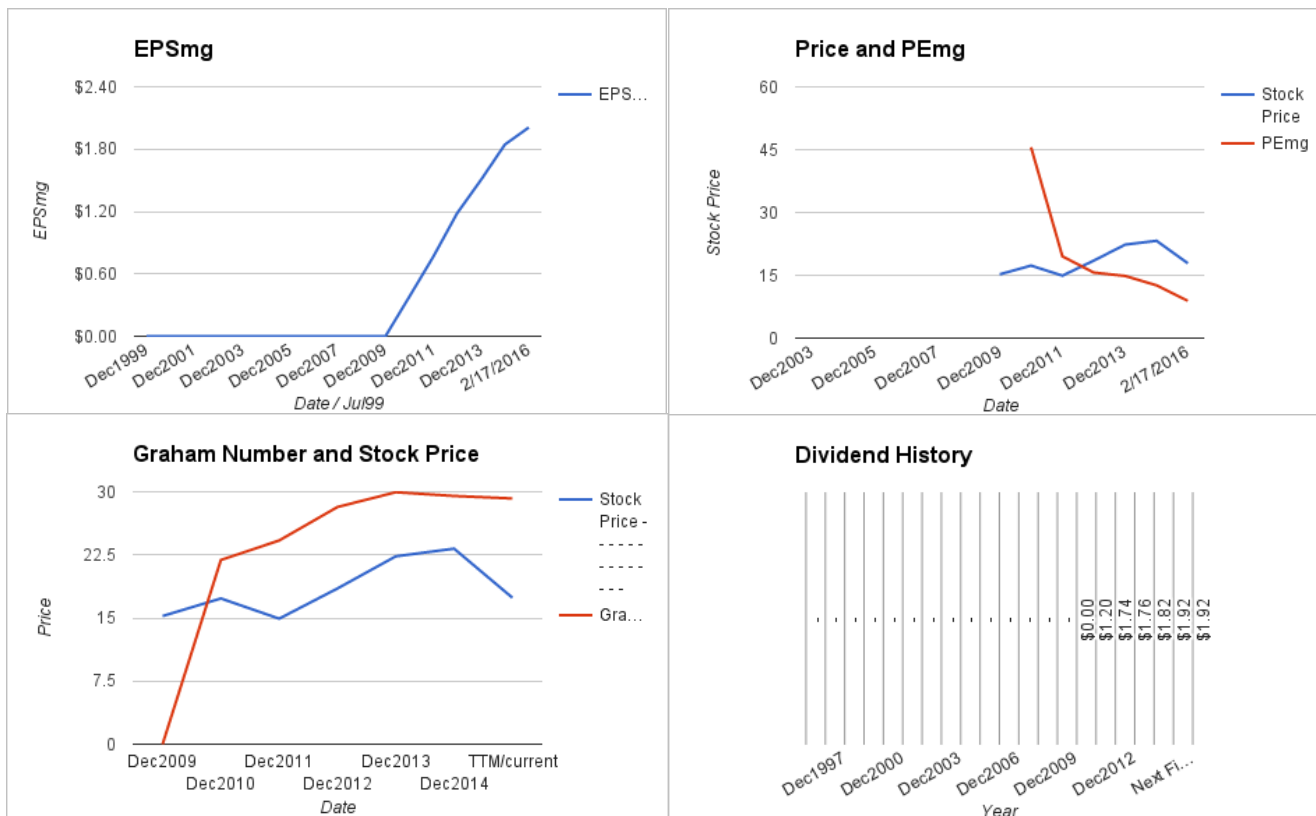 EPSmg
$2.40
$1.80
$1.20
$0.60
$0.00
EPSmg
EPS...
Dec1999
Dec2001
Dec2003
Dec2005
Dec2007
Dec2009
Dec2011
Dec2013
2/17/2016
Date / Jul99
Price and PEmg
60
45
30
15
0
Stock Price
Stock
Price
PEmg
Dec2003
Dec2005
Dec2007
Dec2009
Dec2011
Dec2013
2/17/2016
Date
Graham Number and Stock Price
30
22.5
15
7.5
0
Price
Stock
Price -
- - - - -
- - - - -
- - -
Gra...
Dec2009
Dec2010
Dec2011
Dec2012
Dec2013
Dec2014
TTM/current
Date
Dividend History
- - - - - - - - - - - - - -
$0.00
$1.20
$1.74
$1.76
$1.82
$1.92
$1.92
Dec1997
Dec2000
Dec2003
Dec2006
Dec2009
Dec2012
Next Fi...
Year